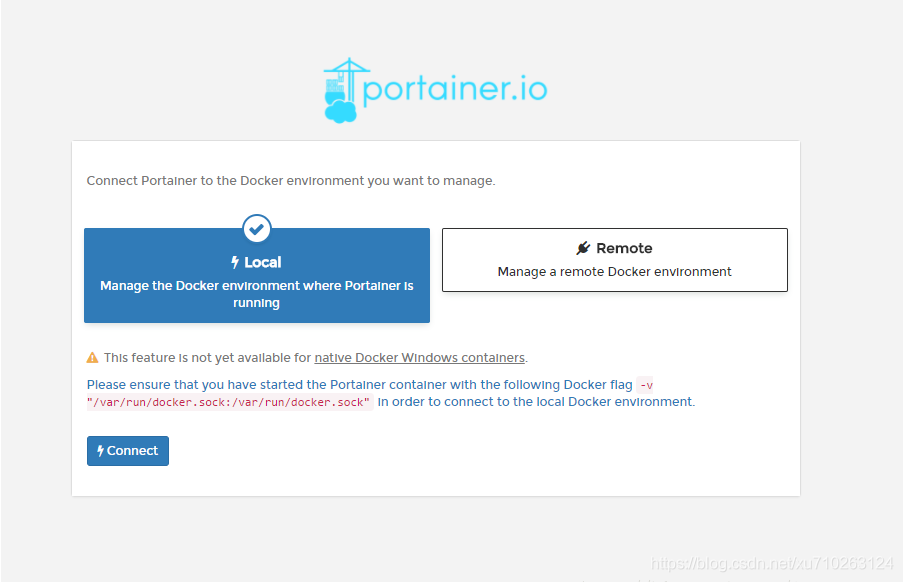 portainer.io
Connect Portainer to the Docker environment you want to manage.
Local
Manage the Docker environment where Portainer is
running
Remote
Manage a remote Docker environment
This feature is not yet available for native Docker Windows containers.
Please ensure that you have started the Portainer container with the following Docker flag -v
"/var/run/docker.sock:/var/run/docker.sock" in order to connect to the local Docker environment.
Connect
https://blog.csdn.net/xu710263124